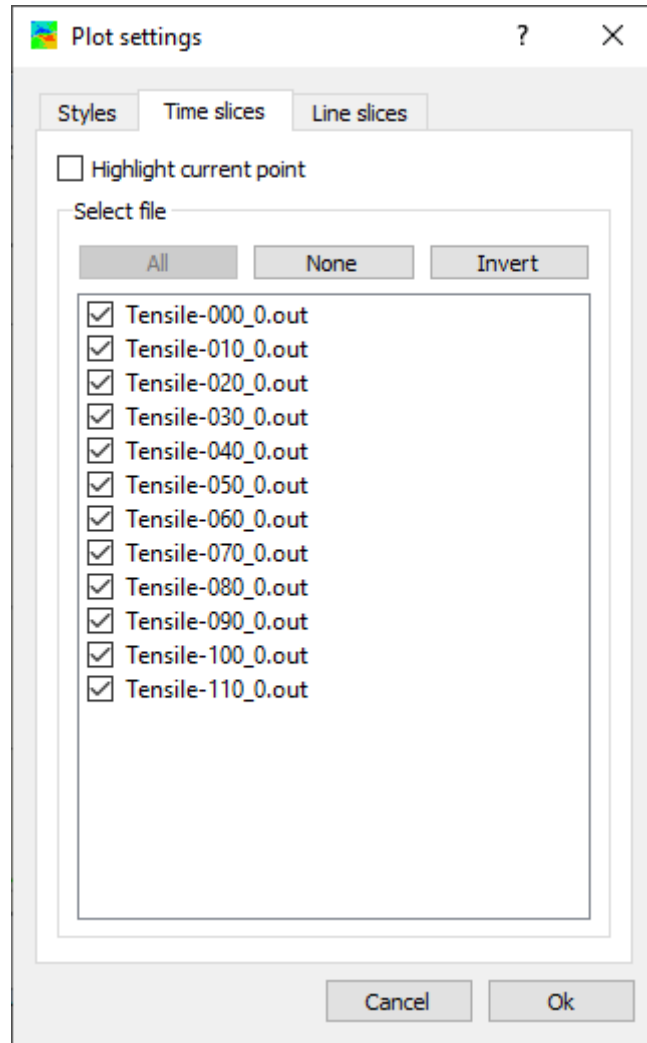 Plot settings ?
Styles Time slices Line slices
Highlight current point
Select file
All None Invert
Tensile-000_0.out
Tensile-010_0.out
Tensile-020_0.out
Tensile-030_0.out
Tensile-040_0.out
Tensile-050_0.out
Tensile-060_0.out
Tensile-070_0.out
Tensile-080_0.out
Tensile-090_0.out
Tensile-100_0.out
Tensile-110_0.out
Cancel Ok